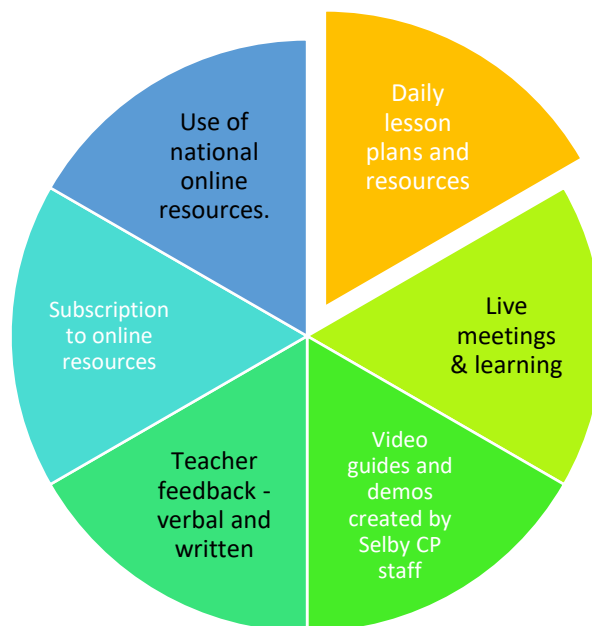 Daily
lesson
plans and
resources
Live
meetings
& learning
Video
guides and
demos
created by
Selby CP
staff
Teacher
feedback -
verbal and
written
Subscription
to online
resources
Use of
national
online
resources.